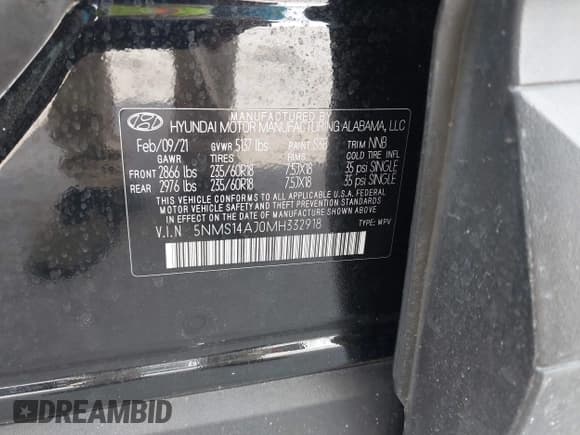 MANUFACTURED BY
HYUNDAI MOTOR MANUFACTURING ALABAMA, LLC
Feb/09/21 GVWR 5137 lbs PAINT TRIM NNB
GAWR TIRES RIMS COLD TIRE INFL
FRONT 2866 lbs 235/60R18 7.5JX18 35 psi SINGLE
REAR 2976 lbs 235/60R18 7.5JX18 35 psi SINGLE
THIS VEHICLE CONFORMS TO ALL APPLICABLE U.S.A. FEDERAL
MOTOR VEHICLE SAFETY AND BUMPER STANDARDS
IN EFFECT ON THE DATE OF MANUFACTURE SHOWN ABOVE
V.I.N 5NMS14AJ0MH332918 TYPE: MPV
DREAMBID